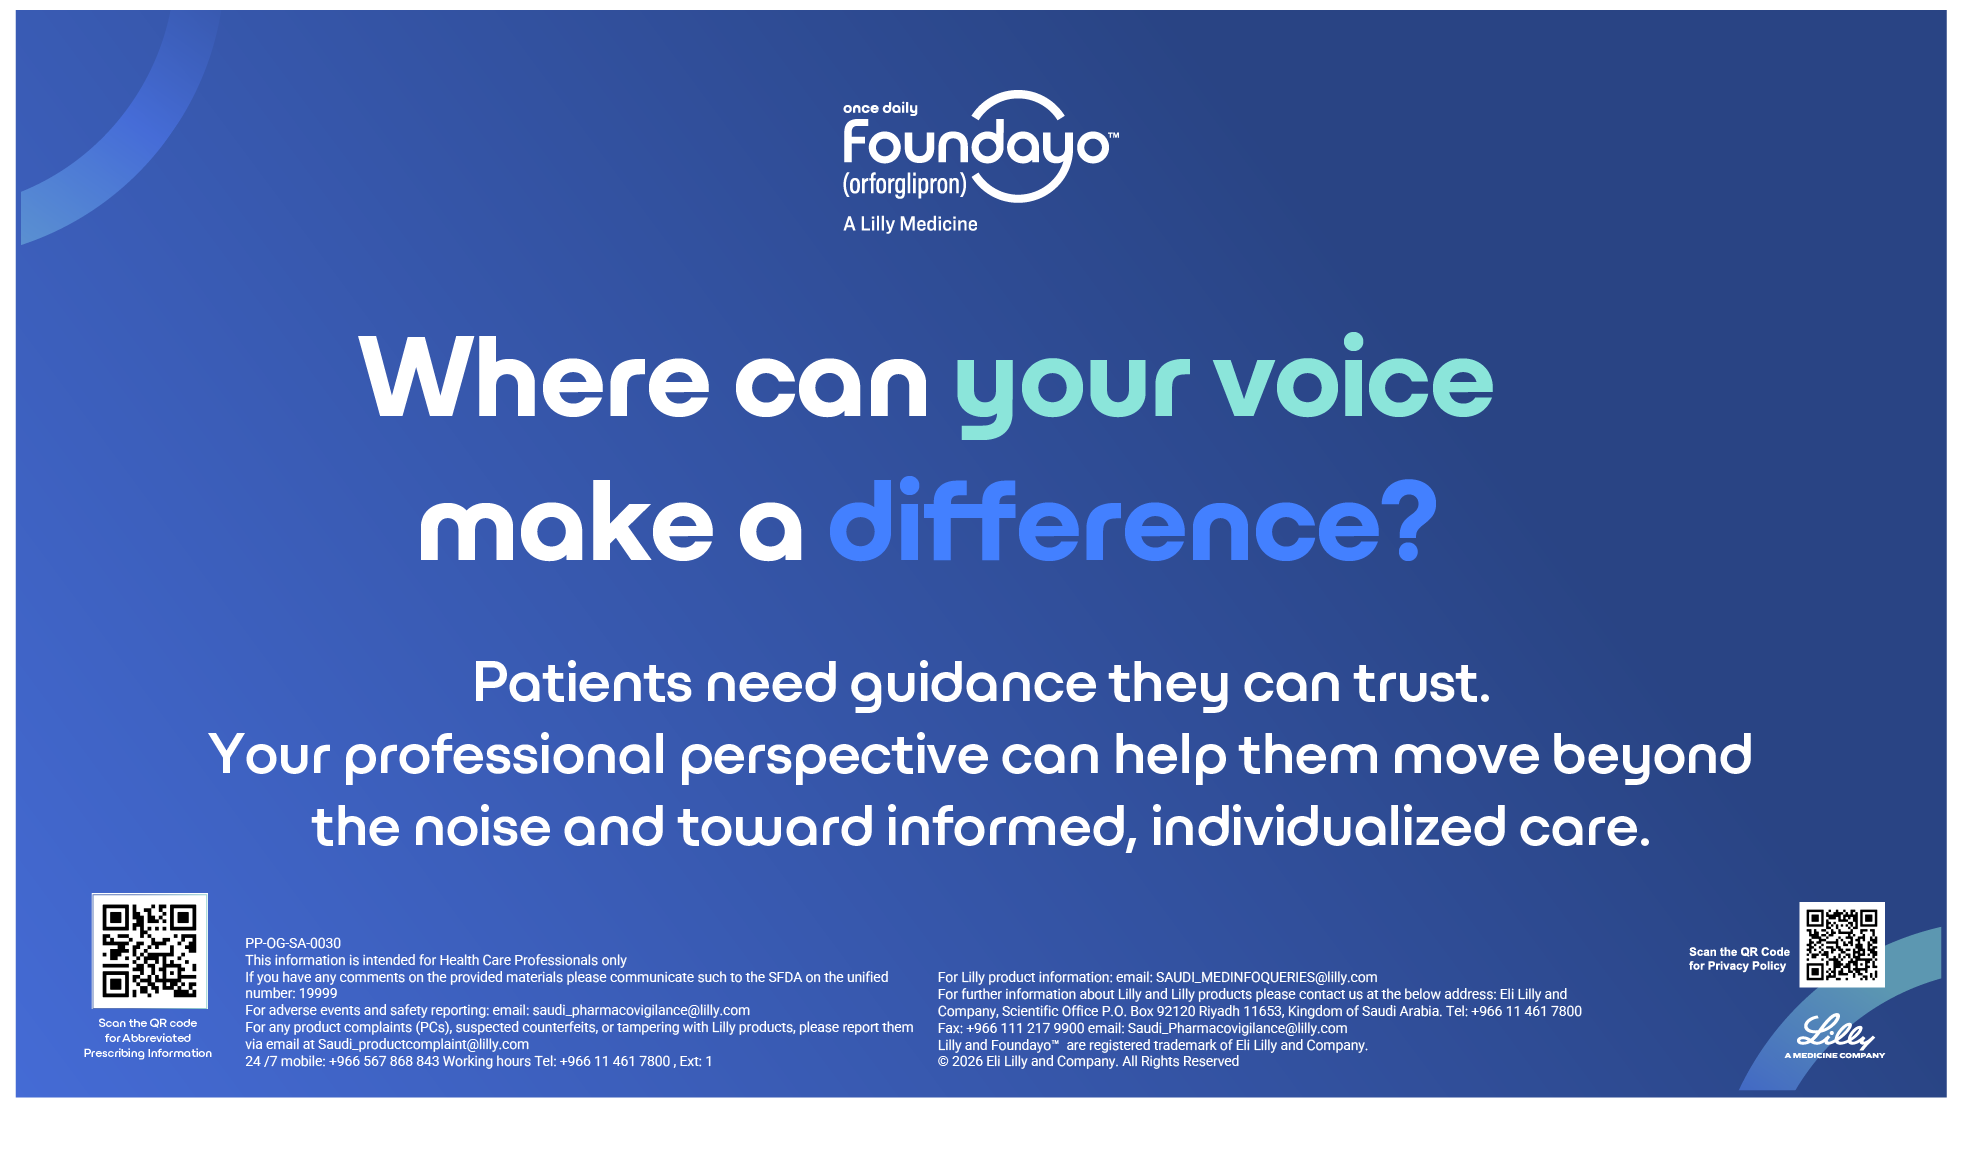 once daily
Foundayo™
(orforglipron)
A Lilly Medicine
Where can your voice
make a difference?
Patients need guidance they can trust.
Your professional perspective can help them move beyond
the noise and toward informed, individualized care.
Scan the QR code
for Abbreviated
Prescribing Information
PP-OG-SA-0030
This information is intended for Health Care Professionals only
If you have any comments on the provided materials please communicate such to the SFDA on the unified
number: 19999
For adverse events and safety reporting: email: saudi_pharmacovigilance@lilly.com
For any product complaints (PCs), suspected counterfeits, or tampering with Lilly products, please report them
via email at Saudi_productcomplaint@lilly.com
24 /7 mobile: +966 567 868 843 Working hours Tel: +966 11 461 7800 , Ext: 1
For Lilly product information: email: SAUDI_MEDINFOQUERIES@lilly.com
For further information about Lilly and Lilly products please contact us at the below address: Eli Lilly and
Company, Scientific Office P.O. Box 92120 Riyadh 11653, Kingdom of Saudi Arabia. Tel: +966 11 461 7800
Fax: +966 111 217 9900 email: Saudi_Pharmacovigilance@lilly.com
Lilly and Foundayo™ are registered trademark of Eli Lilly and Company.
© 2026 Eli Lilly and Company. All Rights Reserved
Scan the QR Code
for Privacy Policy
Lilly
A MEDICINE COMPANY